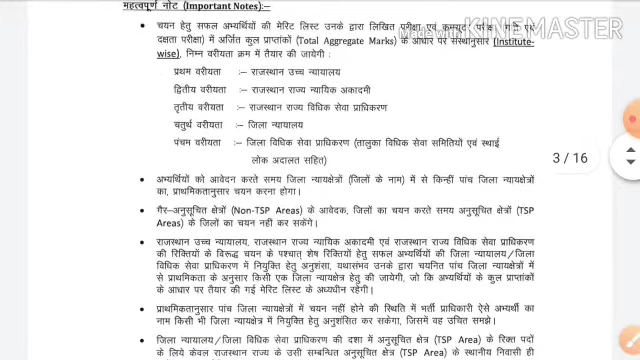 महत्वपूर्ण नोट (Important Notes):–
Made with KINEMASTER
• चयन हेतु सफल अभ्यर्थियों की मेरिट लिस्ट उनके द्वारा लिखित परीक्षा एवं कम्प्यूटर परीक्षा (गति एवं
दक्षता परीक्षा) में अर्जित कुल प्राप्तांकों (Total Aggregate Marks) के आधार पर संस्थानुसार (Institute-
wise), निम्न वरीयता क्रम में तैयार की जायेगी :
प्रथम वरीयता :– राजस्थान उच्च न्यायालय
द्वितीय वरीयता :– राजस्थान राज्य न्यायिक अकादमी
तृतीय वरीयता :– राजस्थान राज्य विधिक सेवा प्राधिकरण
चतुर्थ वरीयता :– जिला न्यायालय
पंचम वरीयता :– जिला विधिक सेवा प्राधिकरण (तालुका विधिक सेवा समितियों एवं स्थाई
लोक अदालत सहित)
3 / 16
• अभ्यर्थियों को आवेदन करते समय जिला न्यायक्षेत्रों (जिलों के नाम) में से किन्हीं पांच जिला न्यायक्षेत्रों
का, प्राथमिकतानुसार चयन करना होगा।
• गैर अनुसूचित क्षेत्रों (Non-TSP Areas) के आवेदक, जिलों का चयन करते समय अनुसूचित क्षेत्रों (TSP
Areas) के जिलों का चयन नहीं कर सकेंगे।
• राजस्थान उच्च न्यायालय, राजस्थान राज्य न्यायिक अकादमी एवं राजस्थान राज्य विधिक सेवा प्राधिकरण
की रिक्तियों के विरुद्ध चयन के पश्चात् शेष रिक्तियों हेतु सफल अभ्यर्थियों की जिला न्यायालय/जिला
विधिक सेवा प्राधिकरण में नियुक्ति हेतु अनुशंषा, यथासंभव उनके द्वारा चयनित पांच जिला न्यायक्षेत्रों में
से प्राथमिकता के अनुसार किसी एक जिला न्यायक्षेत्र हेतु की जायेगी, जो कि अभ्यर्थियों के कुल प्राप्तांकों
के आधार पर तैयार की गई मेरिट लिस्ट के अध्यधीन रहेगी।
• प्राथमिकतानुसार पांच जिला न्यायक्षेत्रों में चयन नहीं होने की स्थिति में भर्ती प्राधिकारी ऐसे अभ्यर्थी का
नाम किसी भी जिला न्यायक्षेत्र में नियुक्ति हेतु अनुशंषित कर सकेगा, जिसमें वह उचित समझे।
• जिला न्यायालय/जिला विधिक सेवा प्राधिकरण की दशा में अनुसूचित क्षेत्र (TSP Area) के रिक्त पदों
के लिये केवल राजस्थान राज्य के उसी सम्बन्धित अनुसूचित क्षेत्र (TSP Area) के स्थानीय निवासी ही